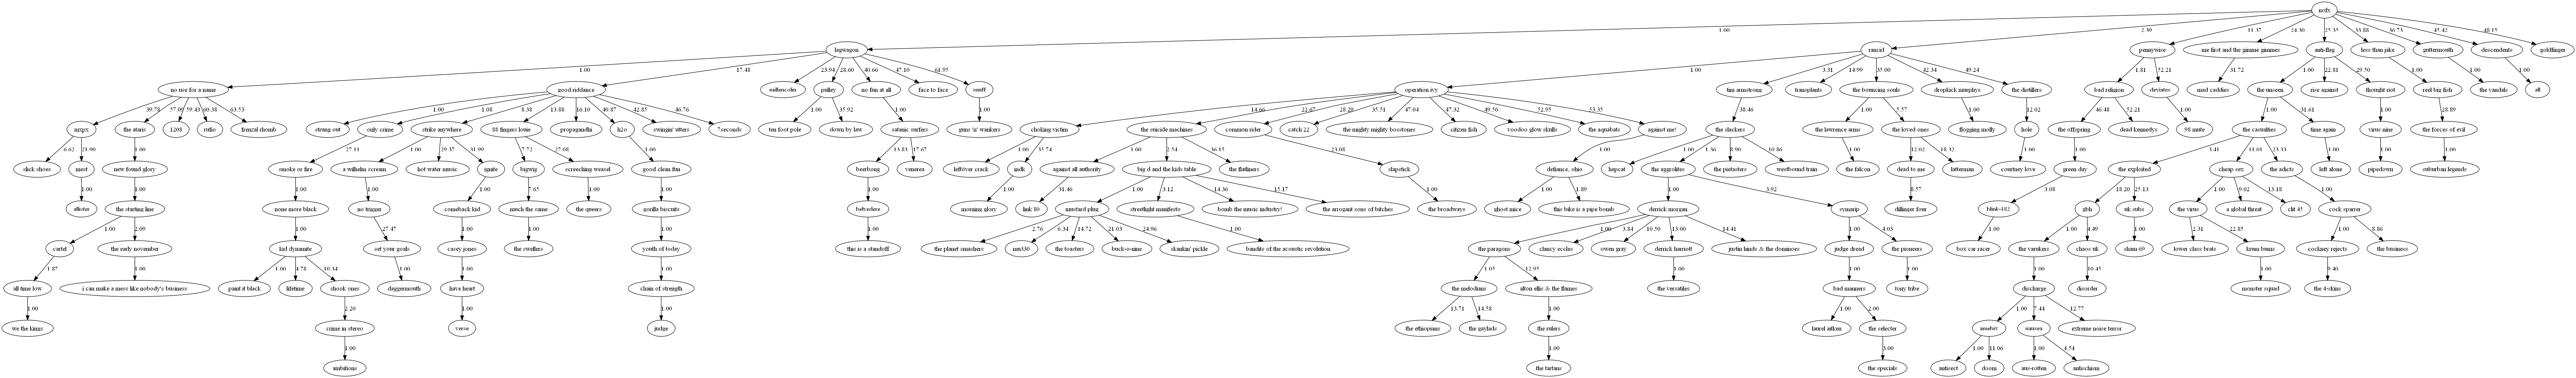 nofx
1.00 2.39 11.37 24.30 25.35 33.88 36.73 45.42 48.15
lagwagon rancid pennywise me first and the gimme gimmes anti-flag less than jake guttermouth descendents goldfinger
1.00 17.48 23.94 28.60 40.66 47.10 61.95 1.00 3.31 14.99 35.00 42.34 49.24 1.81 52.21 31.72 1.00 22.81 29.50 1.00 1.00 1.00
no use for a name good riddance millencolin pulley no fun at all face to face snuff operation ivy tim armstrong transplants the bouncing souls dropkick murphys the distillers bad religion deviates mad caddies the unseen rise against thought riot reel big fish the vandals all
39.78 57.09 59.43 60.38 63.53 1.00 1.08 8.38 13.88 16.10 40.87 42.85 46.76 1.00 35.92 1.00 1.00 14.66 22.67 28.29 35.51 47.04 47.32 49.56 52.95 53.35 38.46 1.00 5.57 1.00 12.02 46.48 52.21 1.00 1.00 31.61 1.00 28.89
mxpx the ataris 1208 rufio frenzal rhomb strung out only crime strike anywhere 88 fingers louie propagandhi h2o swingin' utters 7seconds ten foot pole down by law satanic surfers guns 'n' wankers choking victim the suicide machines common rider catch 22 the mighty mighty bosstones citizen fish voodoo glow skulls the aquabats against me! the slackers the lawrence arms the loved ones flogging molly hole the offspring dead kennedys 98 mute the casualties time again virus nine the forces of evil
6.62 21.90 1.00 27.11 1.00 29.37 31.99 7.72 27.08 1.00 13.83 17.67 1.00 35.74 1.00 2.54 36.15 23.08 1.00 1.00 1.36 8.90 10.86 1.00 12.02 18.32 1.00 1.00 3.41 11.01 23.33 1.00 1.00 1.00
slick shoes mest new found glory smoke or fire a wilhelm scream hot water music ignite bigwig screeching weasel good clean fun beerbong venerea leftöver crack indk against all authority big d and the kids table the flatliners slapstick defiance, ohio hepcat the aggrolites the pietasters westbound train the falcon dead to me latterman courtney love green day the exploited cheap sex the adicts left alone pipedown suburban legends
1.00 1.00 1.00 1.00 1.00 7.65 1.00 1.00 1.00 1.00 31.46 1.00 3.12 14.36 15.17 1.00 1.00 1.89 1.00 3.92 8.57 3.08 18.20 25.13 1.00 9.02 13.18 1.00
allister the starting line none more black no trigger comeback kid much the same the queers gorilla biscuits belvedere morning glory link 80 mustard plug streetlight manifesto bomb the music industry! the arrogant sons of bitches the broadways ghost mice this bike is a pipe bomb derrick morgan symarip dillinger four blink-182 gbh uk subs the virus a global threat clit 45 cock sparrer
1.00 2.09 1.00 27.47 1.00 1.00 1.00 1.00 2.76 6.34 14.72 21.03 24.96 1.00 1.00 3.84 10.50 13.00 14.41 1.00 4.03 1.00 1.00 4.49 1.00 2.31 22.85 1.00 8.86
cartel the early november kid dynamite set your goals casey jones the swellers youth of today this is a standoff the planet smashers mu330 the toasters buck-o-nine skankin' pickle bandits of the acoustic revolution the paragons clancy eccles owen gray derrick harriott justin hinds & the dominoes judge dread the pioneers box car racer the varukers chaos uk sham 69 lower class brats krum bums cockney rejects the business
1.87 1.00 1.00 4.78 10.34 1.00 1.00 1.00 1.05 12.95 1.00 1.00 1.00 1.00 10.45 1.00 9.40
all time low i can make a mess like nobody's business paint it black lifetime shook ones daggermouth have heart chain of strength the melodians alton ellis & the flames the versatiles bad manners tony tribe discharge disorder monster squad the 4-skins
1.00 2.20 1.00 1.00 13.71 14.58 1.00 1.00 2.00 1.00 7.44 12.77
we the kings crime in stereo verse judge the ethiopians the gaylads the rulers laurel aitken the selecter amebix nausea extreme noise terror
1.00 1.00 3.00 1.00 11.06 1.00 4.54
ambitions the tartans the specials antisect doom aus-rotten antischism